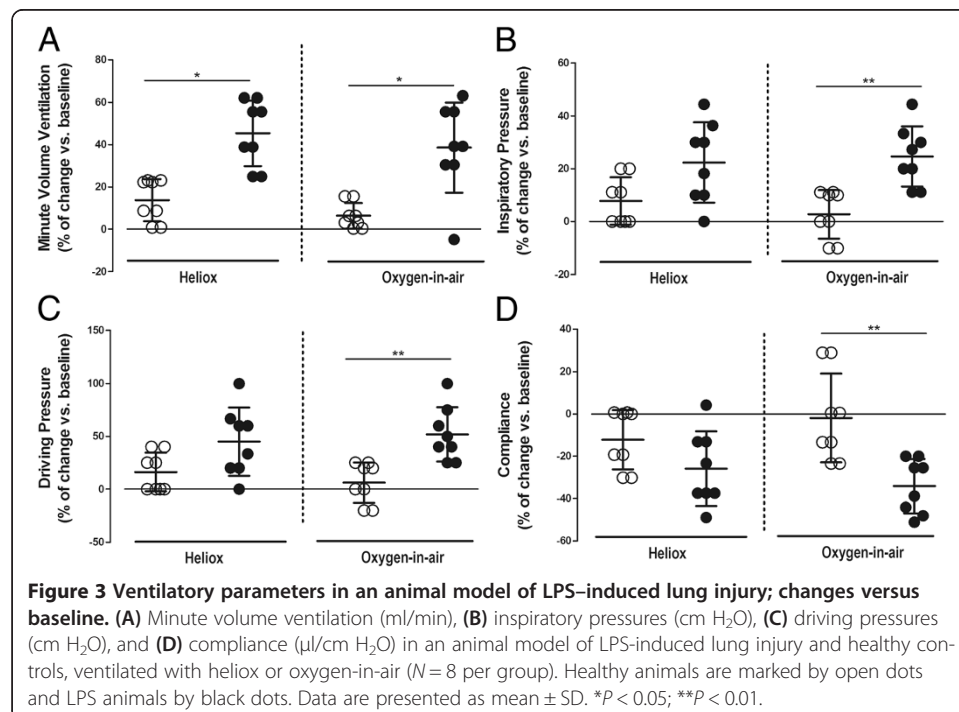 A
Minute Volume Ventilation
(% of change vs. baseline)
60
40
20
0
-20
*
*
Heliox
Oxygen-in-air
B
Inspiratory Pressure
(% of change vs. baseline)
60
40
20
0
20
**
Heliox
Oxygen-in-air
C
Driving Pressure
(% of change vs. baseline)
150
100
50
0
-50
**
Heliox
Oxygen-in-air
D
Compliance
(% of change vs. baseline)
40
20
0
-20
-40
-60
**
Heliox
Oxygen-in-air
Figure 3 Ventilatory parameters in an animal model of LPS–induced lung injury; changes versus
baseline. (A) Minute volume ventilation (ml/min), (B) inspiratory pressures (cm H₂O), (C) driving pressures
(cm H₂O), and (D) compliance (μl/cm H₂O) in an animal model of LPS-induced lung injury and healthy con-
trols, ventilated with heliox or oxygen-in-air (N = 8 per group). Healthy animals are marked by open dots
and LPS animals by black dots. Data are presented as mean ± SD. *P < 0.05; **P < 0.01.